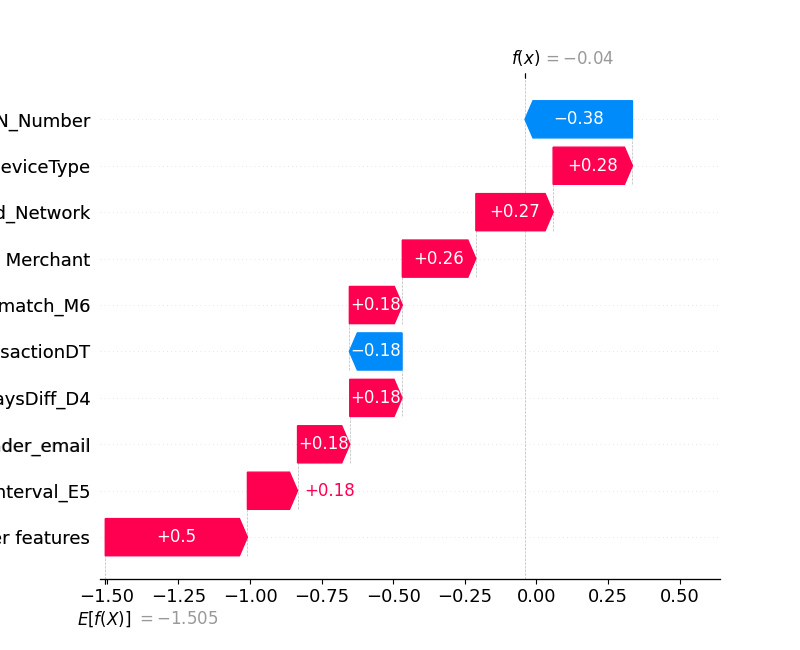 f(x) = −0.04
N_Number −0.38
eviceType +0.28
d_Network +0.27
Merchant +0.26
match_M6 +0.18
sactionDT −0.18
aysDiff_D4 +0.18
nder_email +0.18
nterval_E5 +0.18
er features +0.5
−1.50 −1.25 −1.00 −0.75 −0.50 −0.25 0.00 0.25 0.50
E[f(X)] = −1.505